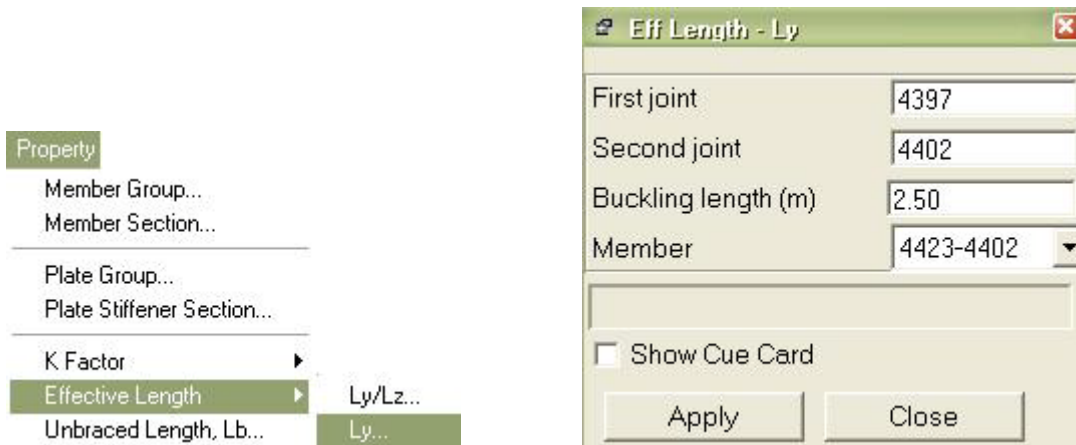 Property
Member Group...
Member Section...
Plate Group...
Plate Stiffener Section...
K Factor
Effective Length
Unbraced Length, Lb...
Ly/Lz...
Ly...
Eff Length - Ly
First joint 4397
Second joint 4402
Buckling length (m) 2.50
Member 4423-4402
Show Cue Card
Apply Close